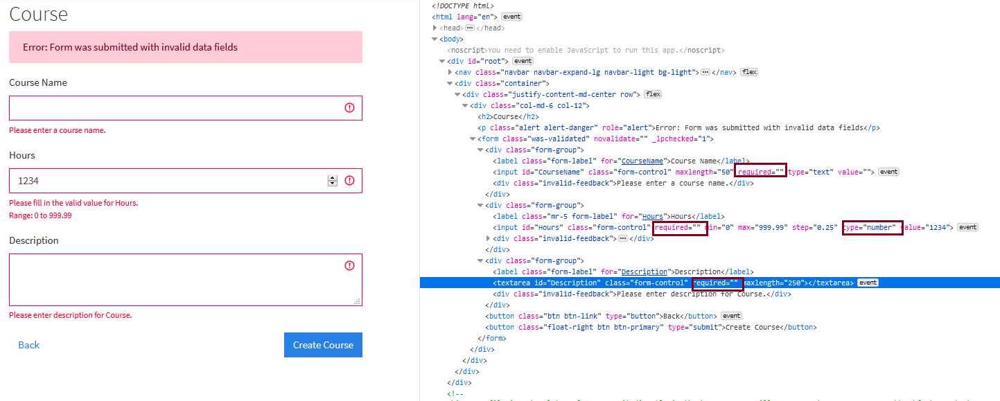 Course
Error: Form was submitted with invalid data fields
Course Name
Please enter a course name.
Hours
1234
Please fill in the valid value for Hours.
Range: 0 to 999.99
Description
Please enter description for Course.
Back
Create Course
<!DOCTYPE html>
<html lang="en"> event
<head> ••• </head>
<body>
<noscript>You need to enable JavaScript to run this app.</noscript>
<div id="root"> event
<nav class="navbar navbar-expand-lg navbar-light bg-light"> ••• </nav> flex
<div class="container">
<div class="justify-content-md-center row"> flex
<div class="col-md-6 col-12">
<h2>Course</h2>
<p class="alert alert-danger" role="alert">Error: Form was submitted with invalid data fields</p>
<form class="was-validated" novalidate="" _lpchecked="1">
<div class="form-group">
<label class="form-label" for="CourseName">Course Name</label>
<input id="CourseName" class="form-control" maxlength="50" required="" type="text" value=""> event
<div class="invalid-feedback">Please enter a course name.</div>
</div>
<div class="form-group">
<label class="mr-5 form-label" for="Hours">Hours</label>
<input id="Hours" class="form-control" required="" min="0" max="999.99" step="0.25" type="number" value="1234"> event
<div class="invalid-feedback"> ••• </div>
</div>
<div class="form-group">
<label class="form-label" for="Description">Description</label>
<textarea id="Description" class="form-control" required="" maxlength="250"></textarea> event
<div class="invalid-feedback">Please enter description for Course.</div>
</div>
<button class="btn btn-link" type="button">Back</button> event
<button class="float-right btn btn-primary" type="submit">Create Course</button>
</form>
</div>
</div>
</div>
</div>
<!--